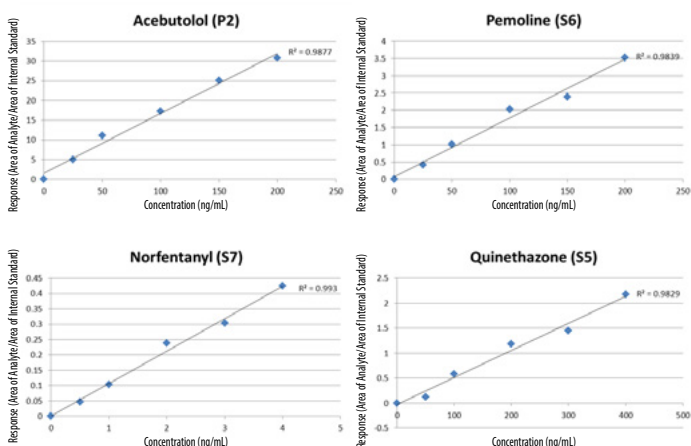 Acebutolol (P2)
Response (Area of Analyte/Area of Internal Standard)
35
30
25
20
15
10
5
0
R² = 0.9877
0 50 100 150 200 250
Concentration (ng/mL)
Pemoline (S6)
Response (Area of Analyte/Area of Internal Standard)
4
3.5
3
2.5
2
1.5
1
0.5
0
R² = 0.9839
0 50 100 150 200 250
Concentration (ng/mL)
Norfentanyl (S7)
Response (Area of Analyte/Area of Internal Standard)
0.45
0.4
0.35
0.3
0.25
0.2
0.15
0.1
0.05
0
R² = 0.993
0 1 2 3 4 5
Concentration (ng/mL)
Quinethazone (S5)
Response (Area of Analyte/Area of Internal Standard)
2.5
2
1.5
1
0.5
0
-0.5
R² = 0.9829
0 100 200 300 400 500
Concentration (ng/mL)